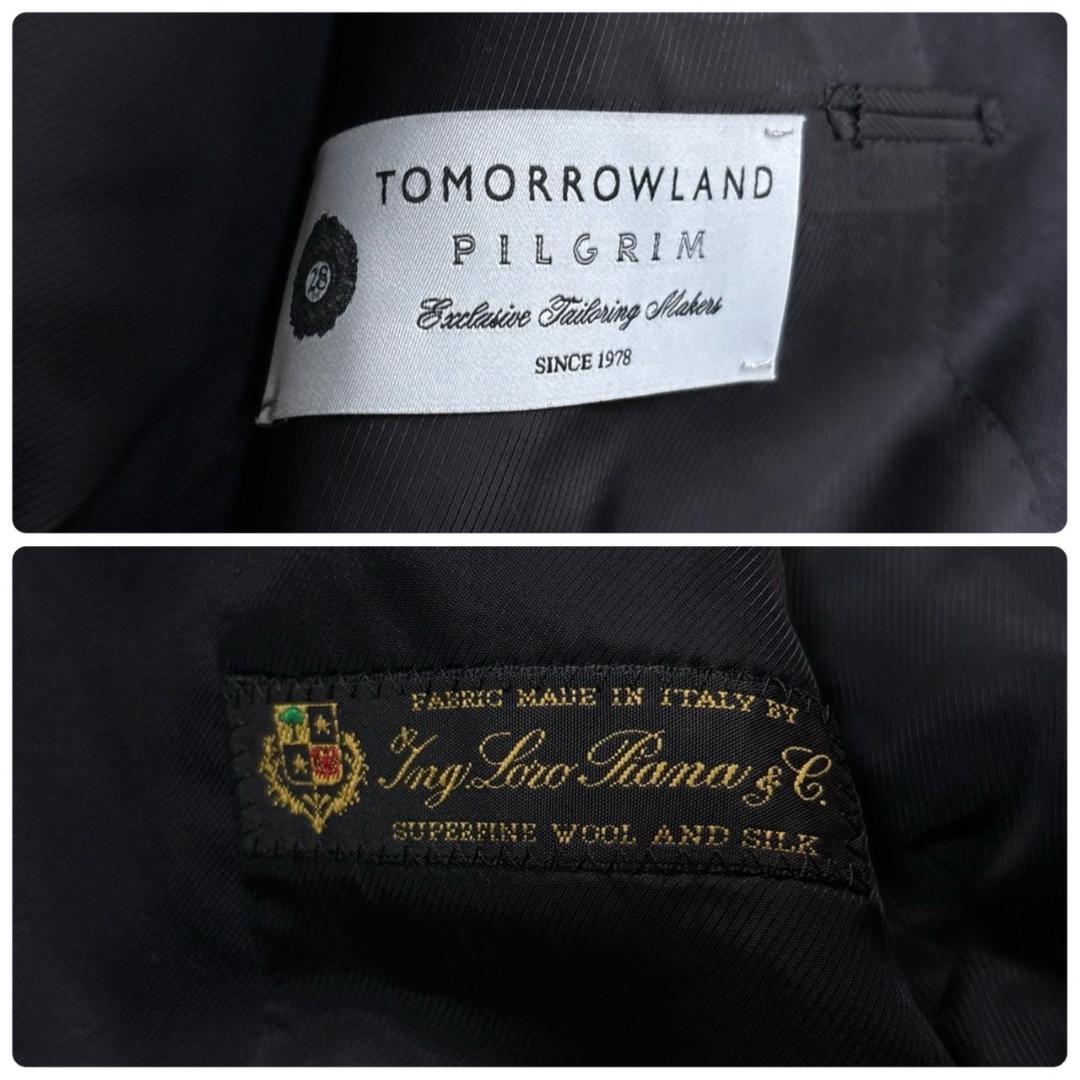 TOMORROWLAND
PILGRIM
28
Exclusive Tailoring Makers
SINCE 1978
FABRIC MADE IN ITALY BY
Ing. Loro Piana & C.
SUPERFINE WOOL AND SILK